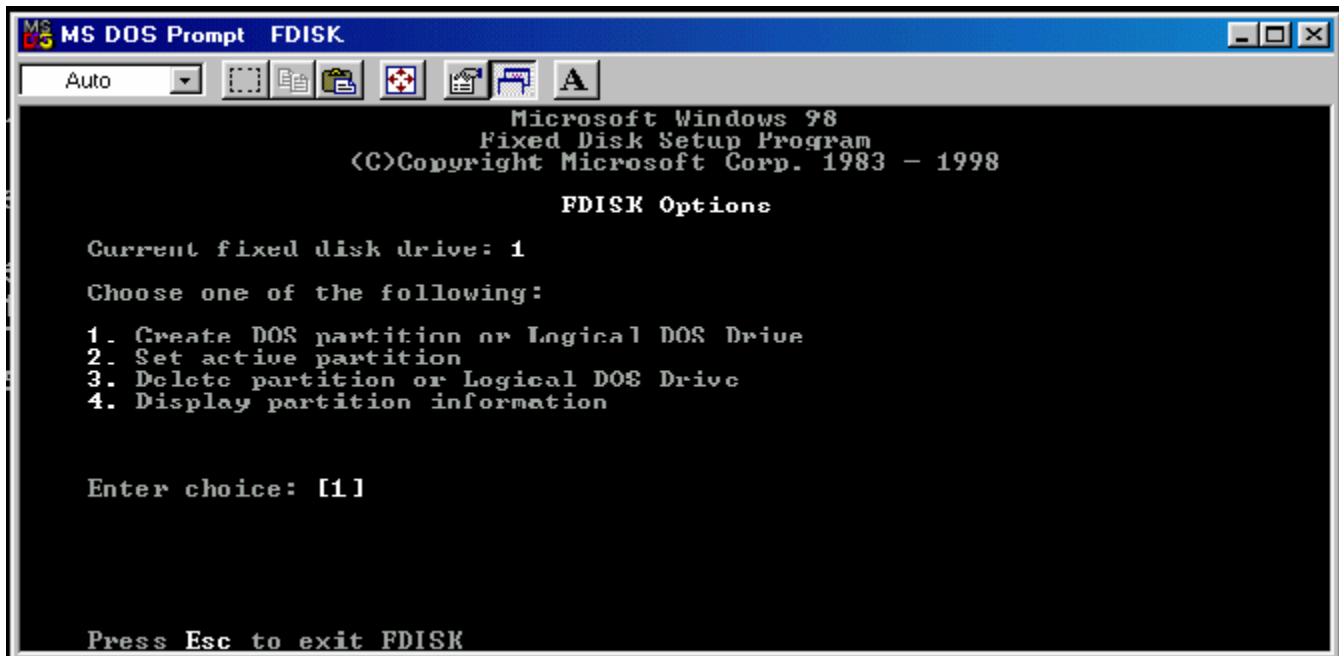 MS DOS Prompt FDISK
Auto
A
Microsoft Windows 98
Fixed Disk Setup Program
(C)Copyright Microsoft Corp. 1983 - 1998
FDISK Options
Current fixed disk drive: 1
Choose one of the following:
1. Create DOS partition or Logical DOS Drive
2. Set active partition
3. Delete partition or Logical DOS Drive
4. Display partition information
Enter choice: [1]
Press Esc to exit FDISK